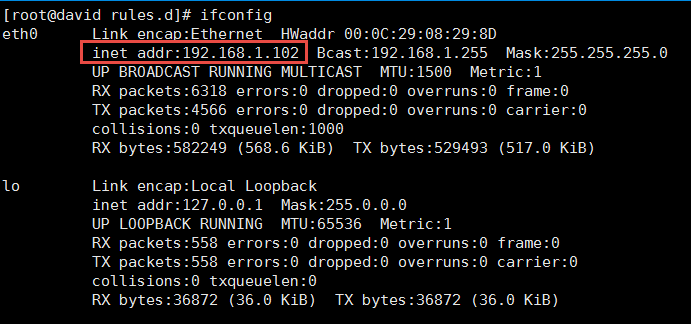 [root@david rules.d]# ifconfig
eth0      Link encap:Ethernet  HWaddr 00:0C:29:08:29:8D
          inet addr:192.168.1.102  Bcast:192.168.1.255  Mask:255.255.255.0
          UP BROADCAST RUNNING MULTICAST  MTU:1500  Metric:1
          RX packets:6318 errors:0 dropped:0 overruns:0 frame:0
          TX packets:4566 errors:0 dropped:0 overruns:0 carrier:0
          collisions:0 txqueuelen:1000
          RX bytes:582249 (568.6 KiB)  TX bytes:529493 (517.0 KiB)
lo        Link encap:Local Loopback
          inet addr:127.0.0.1  Mask:255.0.0.0
          UP LOOPBACK RUNNING  MTU:65536  Metric:1
          RX packets:558 errors:0 dropped:0 overruns:0 frame:0
          TX packets:558 errors:0 dropped:0 overruns:0 carrier:0
          collisions:0 txqueuelen:0
          RX bytes:36872 (36.0 KiB)  TX bytes:36872 (36.0 KiB)